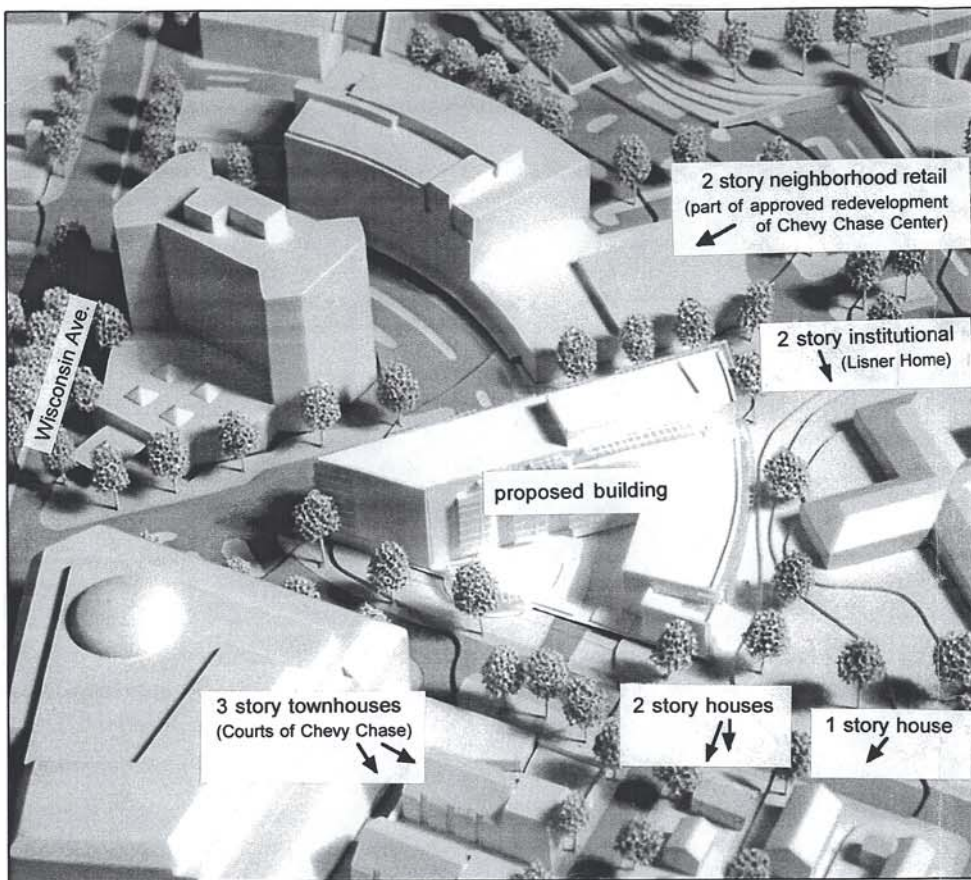 2 story neighborhood retail
(part of approved redevelopment
of Chevy Chase Center)
2 story institutional
(Lisner Home)
Wisconsin Ave.
proposed building
3 story townhouses
(Courts of Chevy Chase)
2 story houses
1 story house